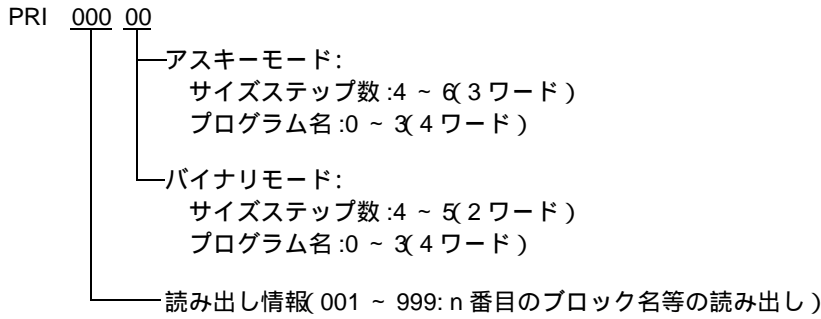 PRI 000 00
アスキーモード:
サイズステップ数:4 ~ 6(3ワード)
プログラム名:0 ~ 3(4ワード)
バイナリモード:
サイズステップ数:4 ~ 5(2ワード)
プログラム名:0 ~ 3(4ワード)
読み出し情報(001 ~ 999: n番目のブロック名等の読み出し)